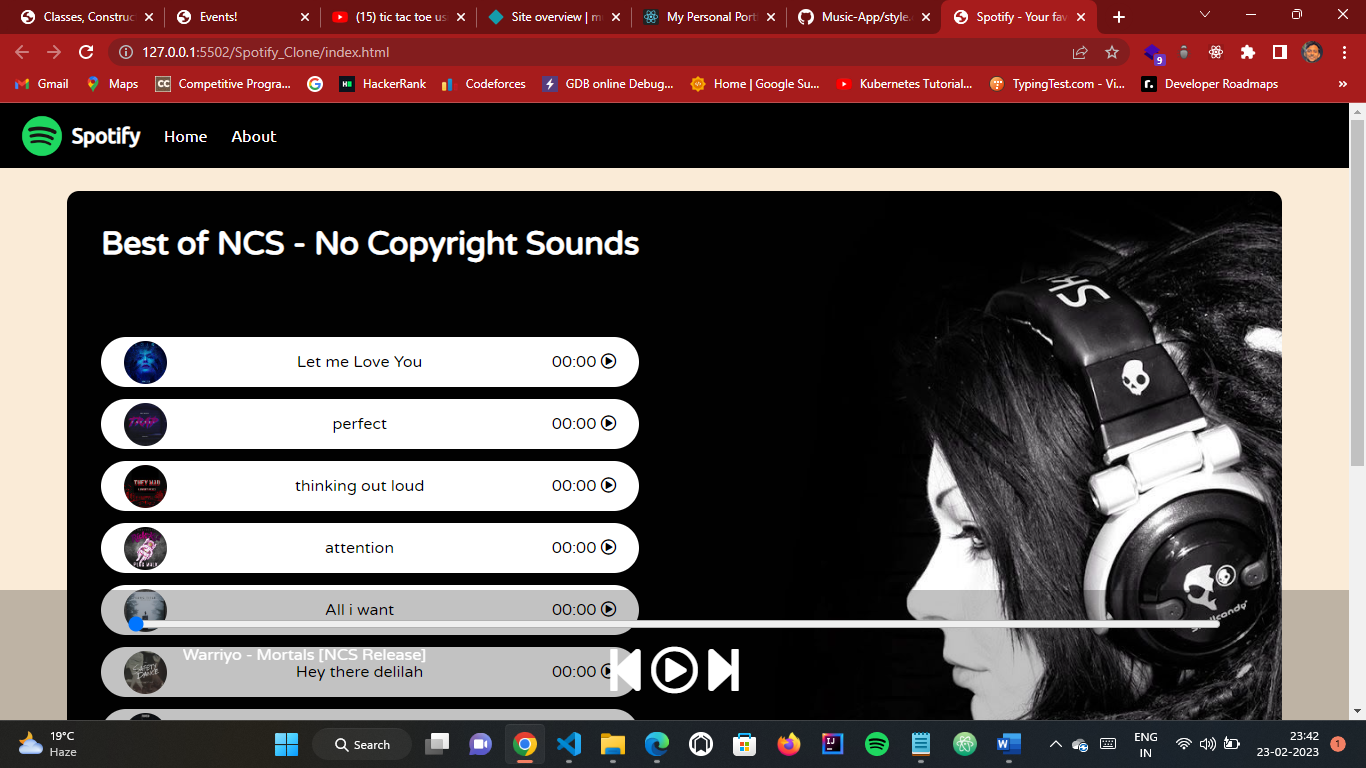 Classes, Construc
Events!
(15) tic tac toe us
Site overview | m
My Personal Port
Music-App/style.
Spotify - Your fav
127.0.0.1:5502/Spotify_Clone/index.html
9
Gmail
Maps
CC
Competitive Progra...
HackerRank
Codeforces
GDB online Debug...
Home | Google Su...
Kubernetes Tutorial...
TypingTest.com - Vi...
r.
Developer Roadmaps
»
Spotify
Home
About
Best of NCS - No Copyright Sounds
Let me Love You
00:00
perfect
00:00
thinking out loud
00:00
attention
00:00
All i want
00:00
Warriyo - Mortals [NCS Release]
Hey there delilah
00:00
19°C
Haze
Search
ENG
IN
23:42
23-02-2023
1